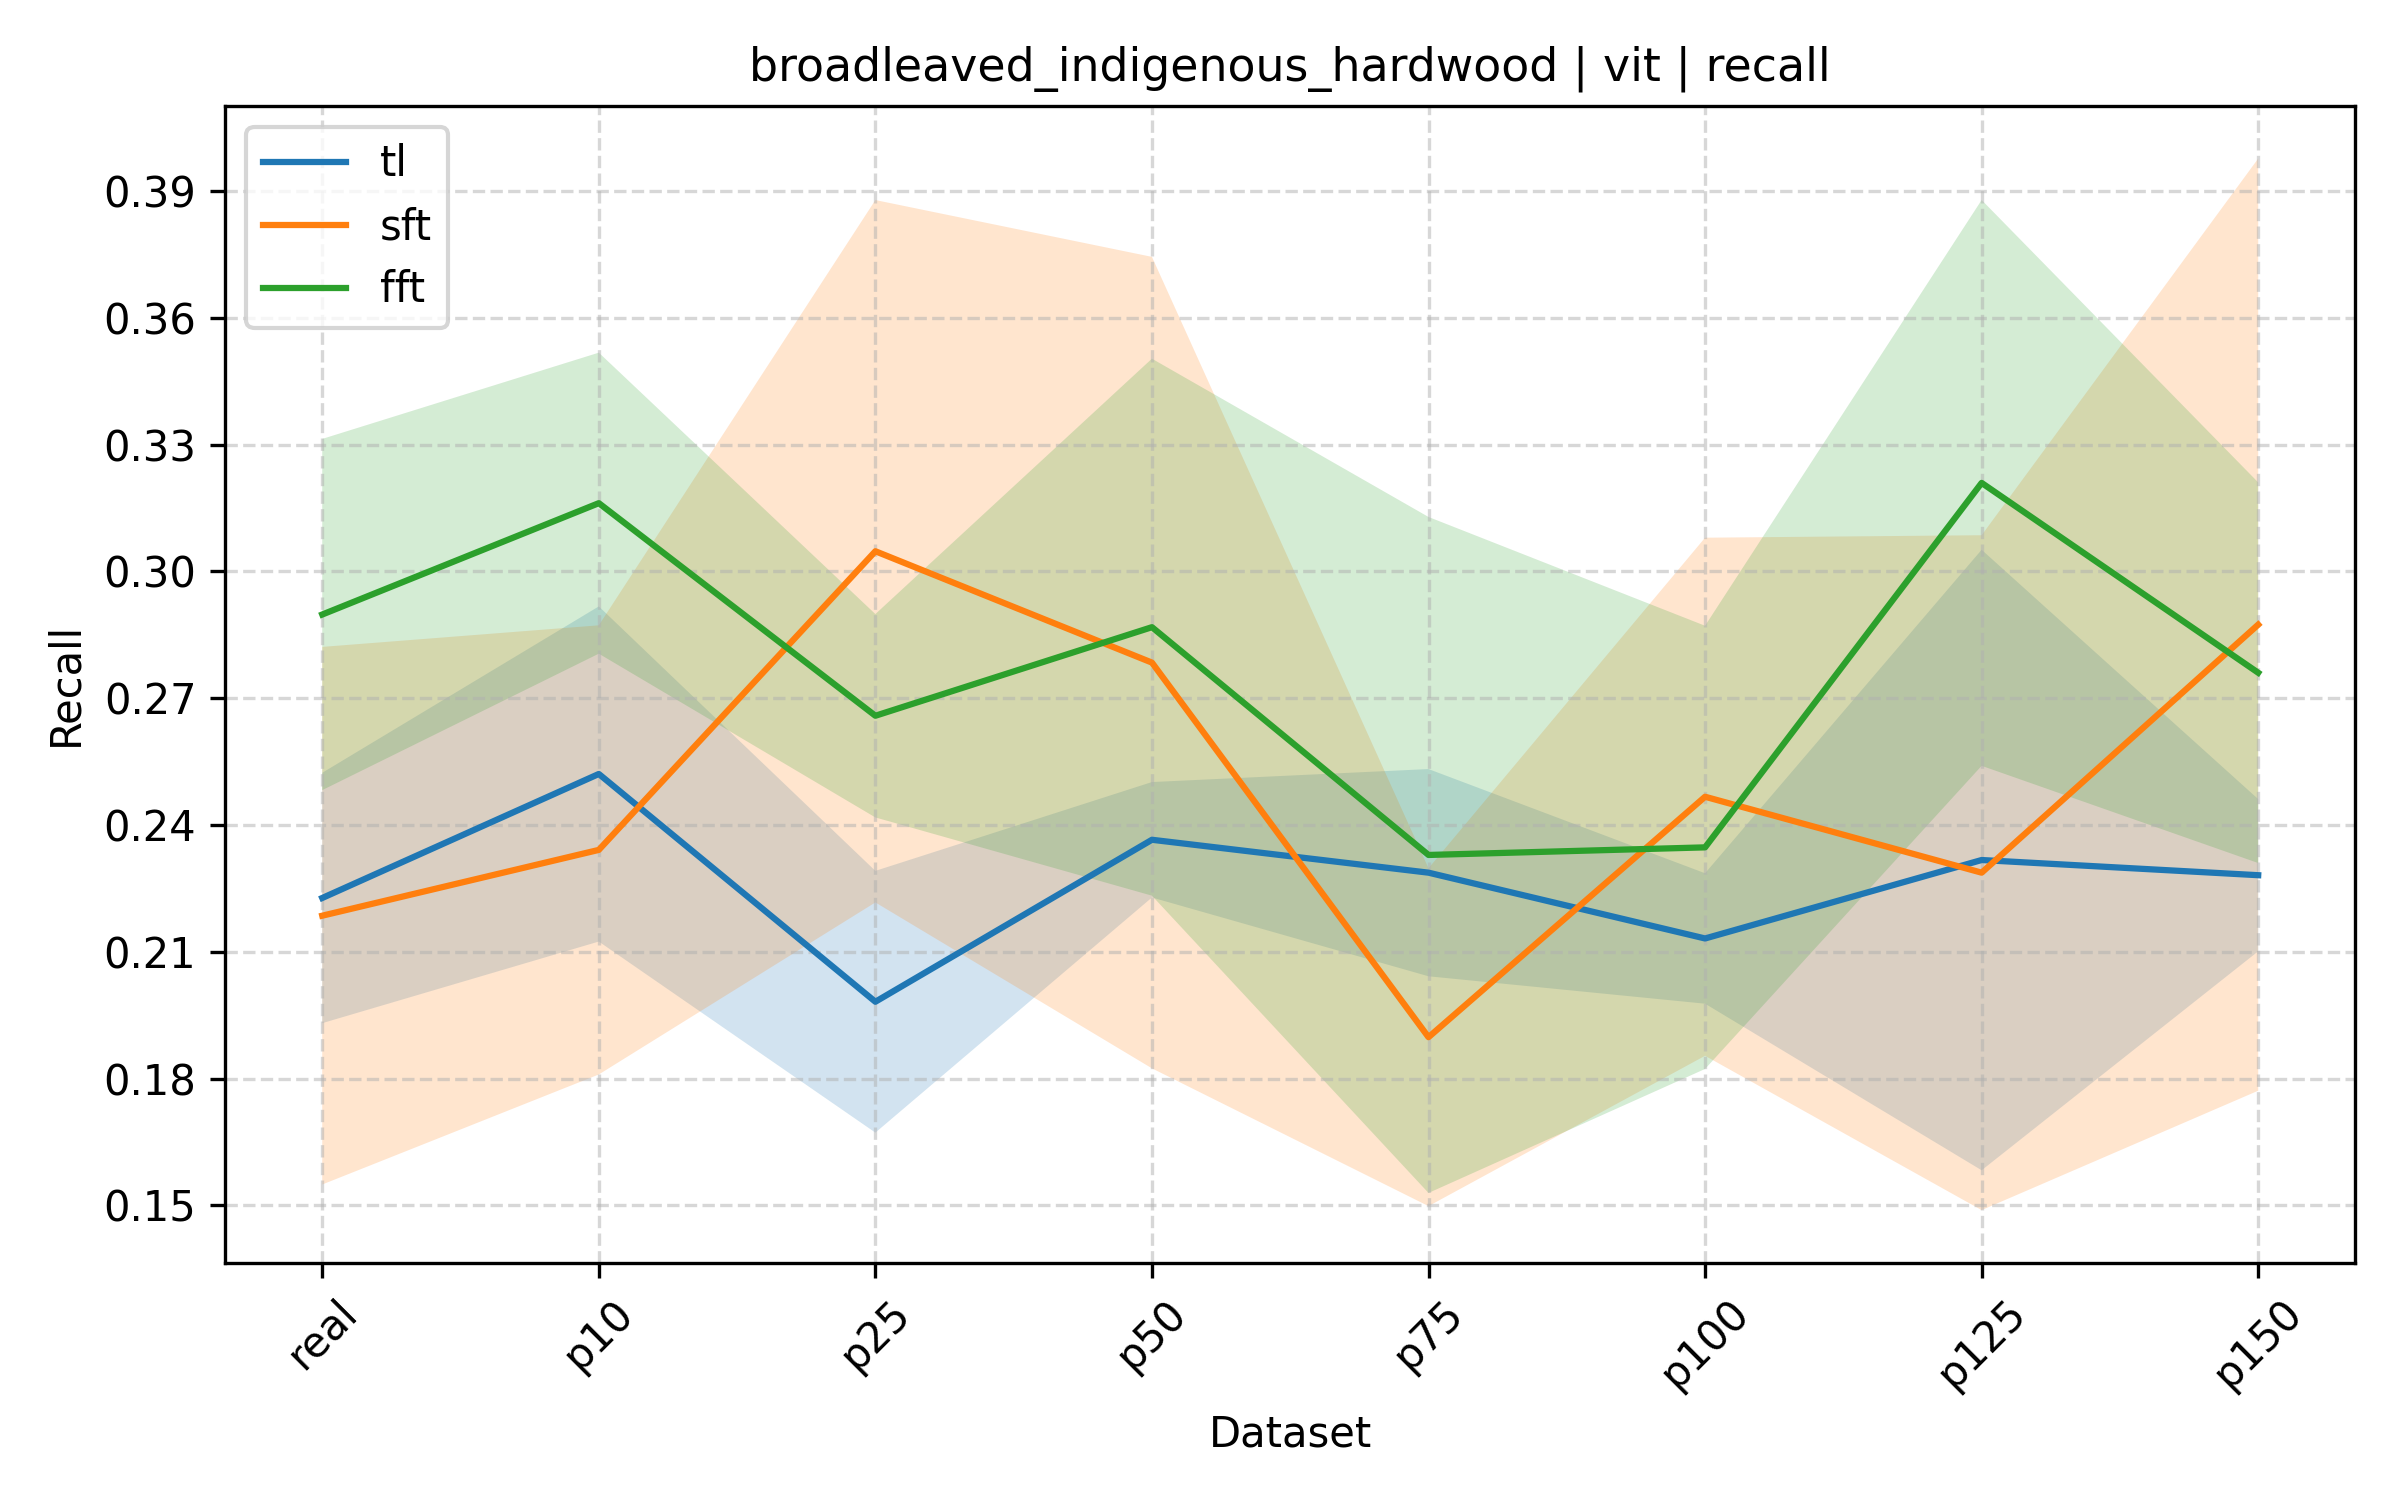 broadleaved_indigenous_hardwood | vit | recall
tl
sft
fft
0.39
0.36
0.33
0.30
0.27
0.24
0.21
0.18
0.15
Recall
real
p10
p25
p50
p75
p100
p125
p150
Dataset